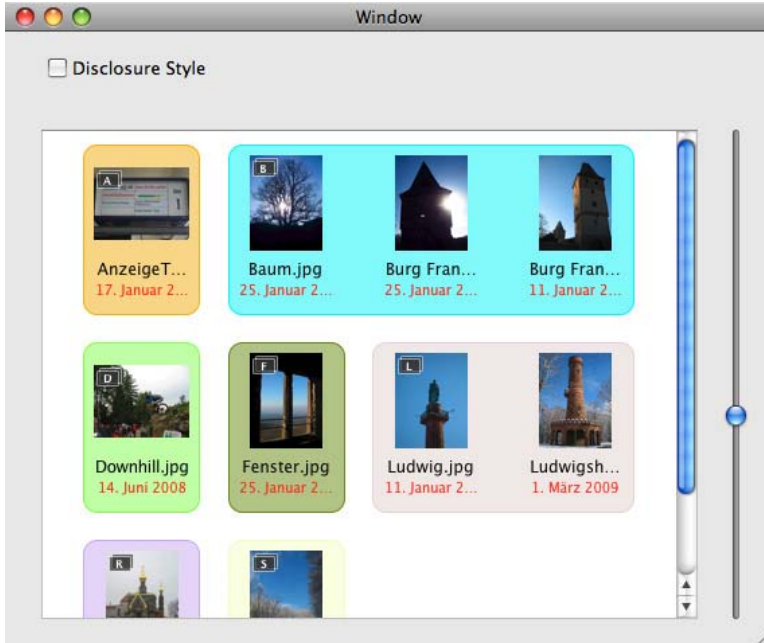 Window
Disclosure Style
A
B
AnzeigeT...
Baum.jpg
Burg Fran...
Burg Fran...
17. Januar 2...
25. Januar 2...
25. Januar 2...
11. Januar 2...
D
F
L
Downhill.jpg
Fenster.jpg
Ludwig.jpg
Ludwigsh...
14. Juni 2008
25. Januar 2...
11. Januar 2...
1. März 2009
R
S